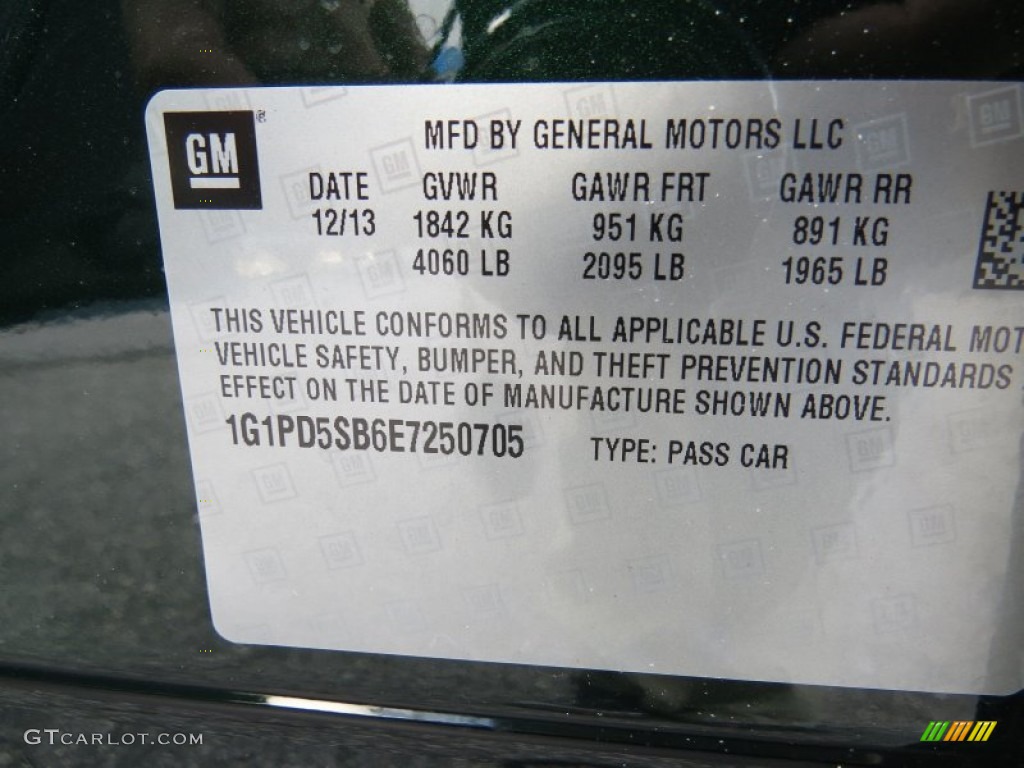 GM®
MFD BY GENERAL MOTORS LLC
DATE GVWR GAWR FRT GAWR RR
12/13 1842 KG 951 KG 891 KG
4060 LB 2095 LB 1965 LB
THIS VEHICLE CONFORMS TO ALL APPLICABLE U.S. FEDERAL MOT
VEHICLE SAFETY, BUMPER, AND THEFT PREVENTION STANDARDS
EFFECT ON THE DATE OF MANUFACTURE SHOWN ABOVE.
1G1PD5SB6E7250705 TYPE: PASS CAR
GTCARLOT.COM